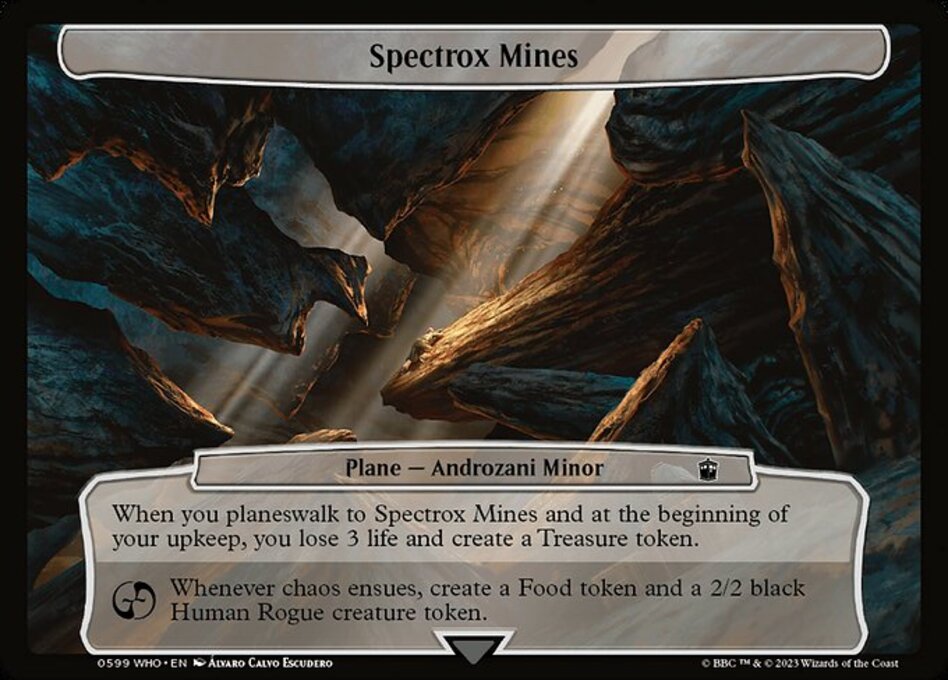 Spectrox Mines
Plane — Androzani Minor
When you planeswalk to Spectrox Mines and at the beginning of
your upkeep, you lose 3 life and create a Treasure token.
Whenever chaos ensues, create a Food token and a 2/2 black
Human Rogue creature token.
0599 WHO • EN Álvaro Calvo Escudero
© BBC ™ & © 2023 Wizards of the Coast